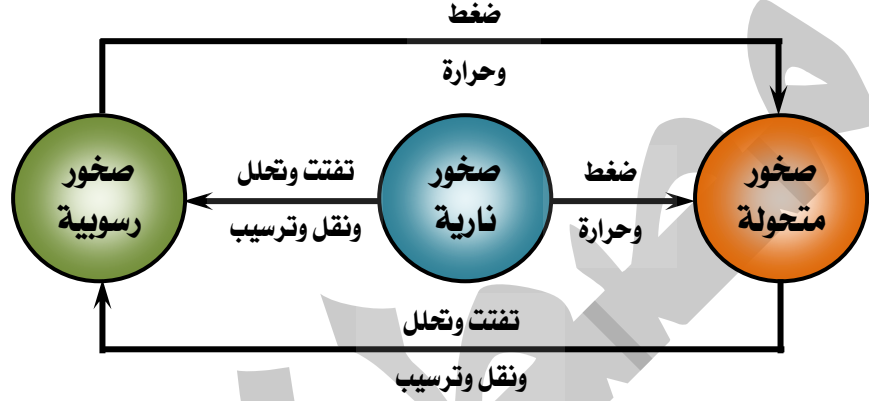 ضغط
وحرارة
صخور
متحولة
ضغط
وحرارة
صخور
نارية
تفتت وتحلل
ونقل وترسيب
صخور
رسوبية
تفتت وتحلل
ونقل وترسيب